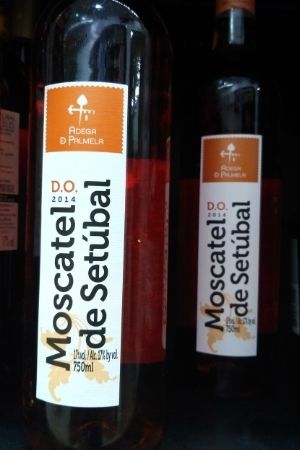 ADEGA
D PALMELA
D.O.
2014
Moscatel
de Setúbal
17%vol. / Alc. 17% by vol.
750ml
ADEGA
D PALMELA
D.O.
2014
Moscatel
de Setúbal
750ml